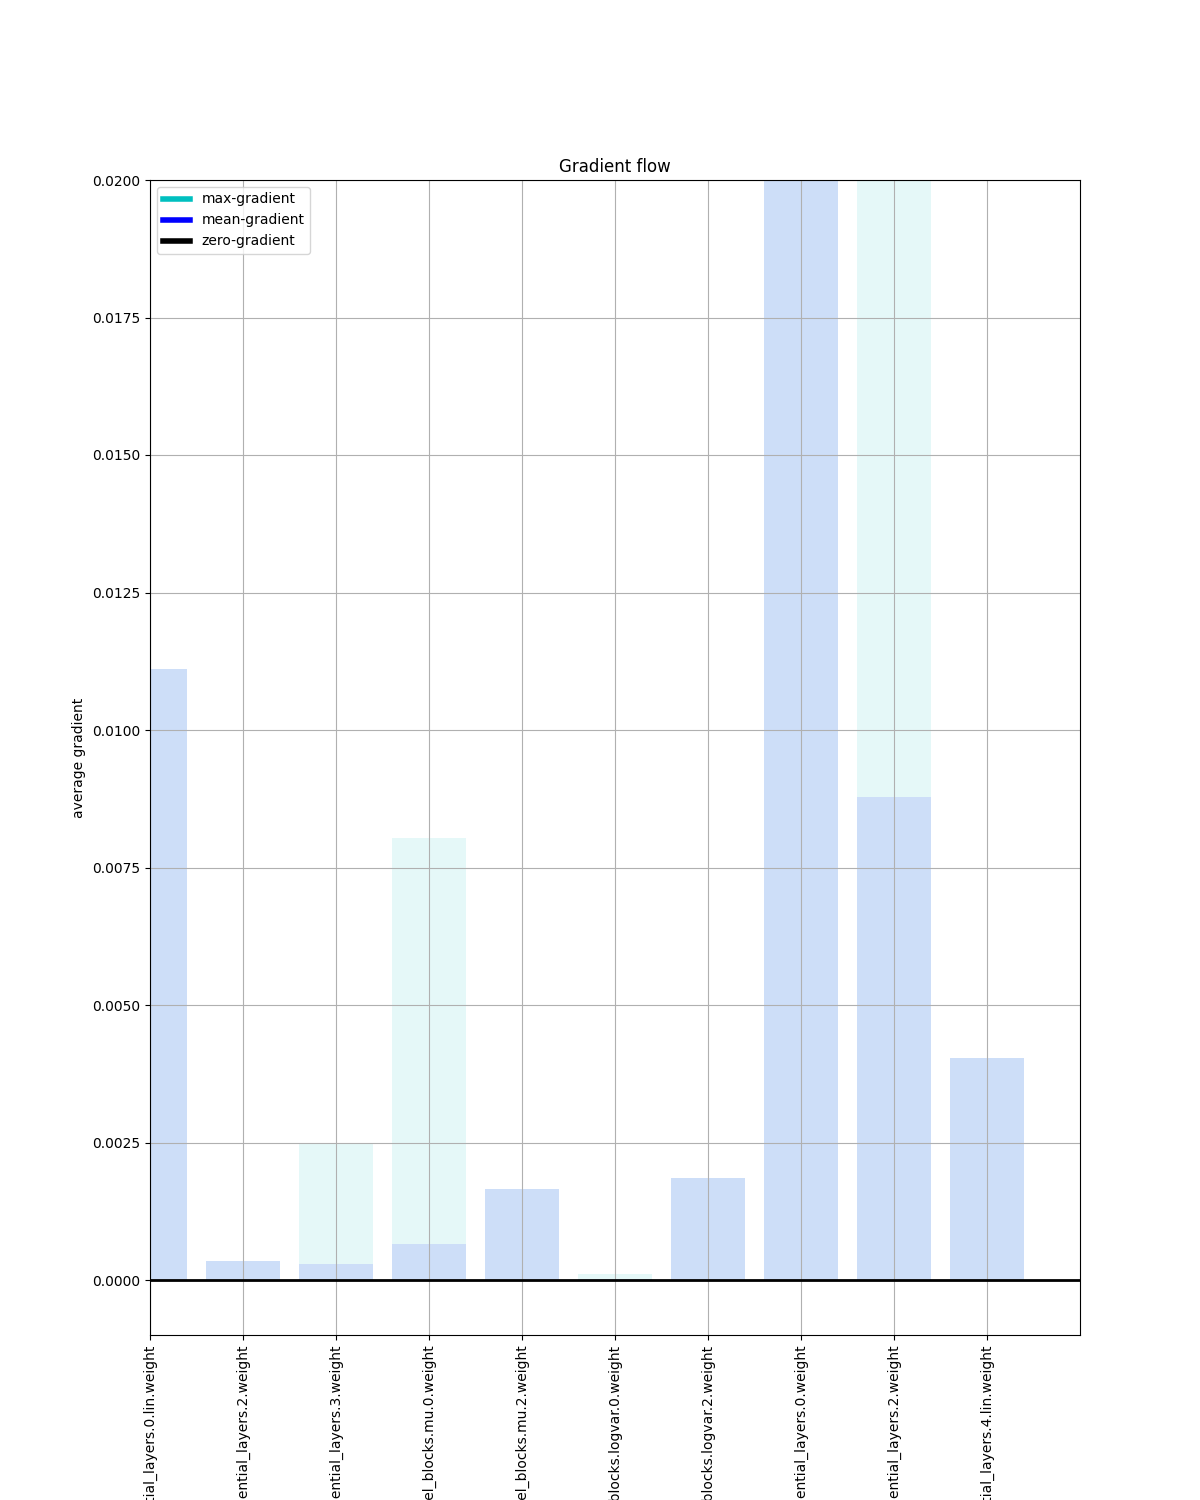 Gradient flow
max-gradient
mean-gradient
zero-gradient
average gradient
0.0200
0.0175
0.0150
0.0125
0.0100
0.0075
0.0050
0.0025
0.0000
tial_layers.0.lin.weight
ential_layers.2.weight
ential_layers.3.weight
el_blocks.mu.0.weight
el_blocks.mu.2.weight
blocks.logvar.0.weight
blocks.logvar.2.weight
ential_layers.0.weight
ential_layers.2.weight
tial_layers.4.lin.weight